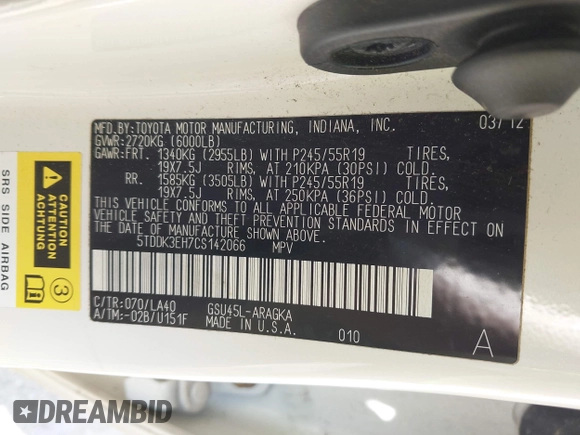 MFD.BY:TOYOTA MOTOR MANUFACTURING, INDIANA, INC. 03/12
GVWR:2720KG (6000LB)
GAWR:FRT. 1340KG (2955LB) WITH P245/55R19 TIRES,
19X7.5J RIMS, AT 210KPA (30PSI) COLD.
RR. 1585KG (3505LB) WITH P245/55R19 TIRES,
19X7.5J RIMS, AT 250KPA (36PSI) COLD.
THIS VEHICLE CONFORMS TO ALL APPLICABLE FEDERAL MOTOR
VEHICLE SAFETY AND THEFT PREVENTION STANDARDS IN EFFECT ON
THE DATE OF MANUFACTURE SHOWN ABOVE.
5TDDK3EH7CS142066 MPV
C/TR:070/LA40 GSU45L-ARAGKA
A/TM:-02B/U151F MADE IN U.S.A. 010 A
SRS SIDE AIRBAG
CAUTION
ATTENTION
ACHTUNG
3
DREAMBID